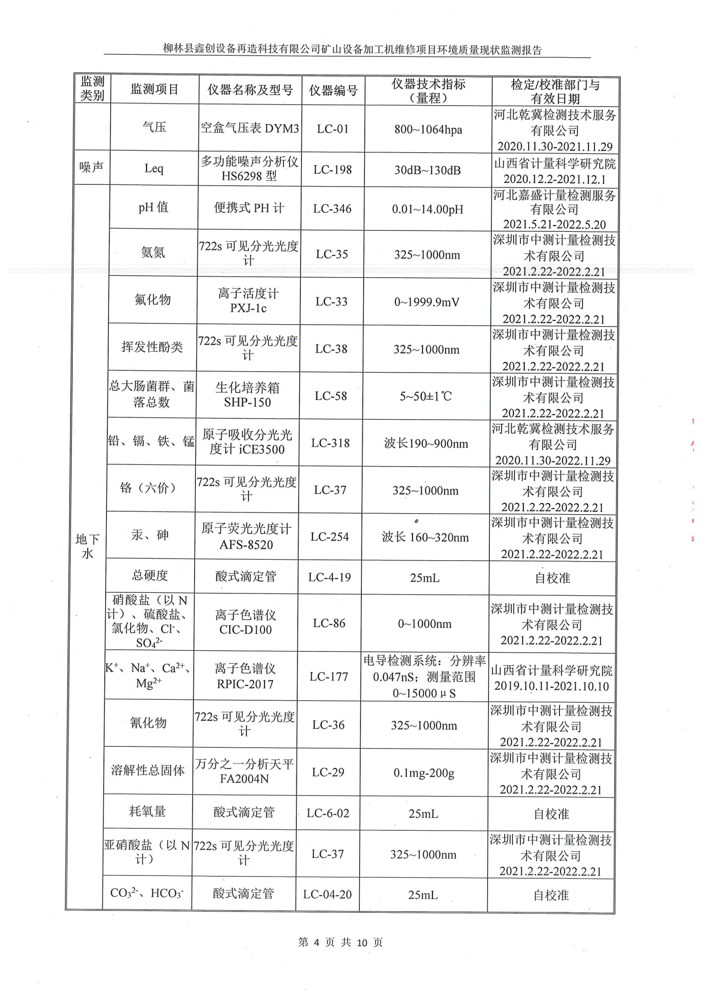 柳林县鑫创设备再造科技有限公司矿山设备加工机维修项目环境质量现状监测报告
监测
类别
监测项目
仪器名称及型号
仪器编号
仪器技术指标
（量程）
检定/校准部门与
有效日期
气压
空盒气压表 DYM3
LC-01
800~1064hpa
河北乾冀检测技术服务
有限公司
2020.11.30-2021.11.29
噪声
Leq
多功能噪声分析仪
HS6298 型
LC-198
30dB~130dB
山西省计量科学研究院
2020.12.2-2021.12.1
地下
水
pH 值
便携式 PH 计
LC-346
0.01~14.00pH
河北嘉盛计量检测服务
有限公司
2021.5.21-2022.5.20
氨氮
722s 可见分光光度
计
LC-35
325~1000nm
深圳市中测计量检测技
术有限公司
2021.2.22-2022.2.21
氟化物
离子活度计
PXJ-1c
LC-33
0~1999.9mV
深圳市中测计量检测技
术有限公司
2021.2.22-2022.2.21
挥发性酚类
722s 可见分光光度
计
LC-38
325~1000nm
深圳市中测计量检测技
术有限公司
2021.2.22-2022.2.21
总大肠菌群、菌
落总数
生化培养箱
SHP-150
LC-58
5~50±1℃
深圳市中测计量检测技
术有限公司
2021.2.22-2022.2.21
铅、镉、铁、锰
原子吸收分光光
度计 iCE3500
LC-318
波长190~900nm
河北乾冀检测技术服务
有限公司
2020.11.30-2022.11.29
铬（六价）
722s 可见分光光度
计
LC-37
325~1000nm
深圳市中测计量检测技
术有限公司
2021.2.22-2022.2.21
汞、砷
原子荧光光度计
AFS-8520
LC-254
波长 160~320nm
深圳市中测计量检测技
术有限公司
2021.2.22-2022.2.21
总硬度
酸式滴定管
LC-4-19
25mL
自校准
硝酸盐（以 N
计）、硫酸盐、
氯化物、Cl⁻、
SO₄²⁻
离子色谱仪
CIC-D100
LC-86
0~1000nm
深圳市中测计量检测技
术有限公司
2021.2.22-2022.2.21
K⁺、Na⁺、Ca²⁺、
Mg²⁺
离子色谱仪
RPIC-2017
LC-177
电导检测系统：分辨率
0.047nS；测量范围
0~15000 μ S
山西省计量科学研究院
2019.10.11-2021.10.10
氰化物
722s 可见分光光度
计
LC-36
325~1000nm
深圳市中测计量检测技
术有限公司
2021.2.22-2022.2.21
溶解性总固体
万分之一分析天平
FA2004N
LC-29
0.1mg-200g
深圳市中测计量检测技
术有限公司
2021.2.22-2022.2.21
耗氧量
酸式滴定管
LC-6-02
25mL
自校准
亚硝酸盐（以 N
计）
722s 可见分光光度
计
LC-37
325~1000nm
深圳市中测计量检测技
术有限公司
2021.2.22-2022.2.21
CO₃²⁻、HCO₃⁻
酸式滴定管
LC-04-20
25mL
自校准
第 4 页 共 10 页